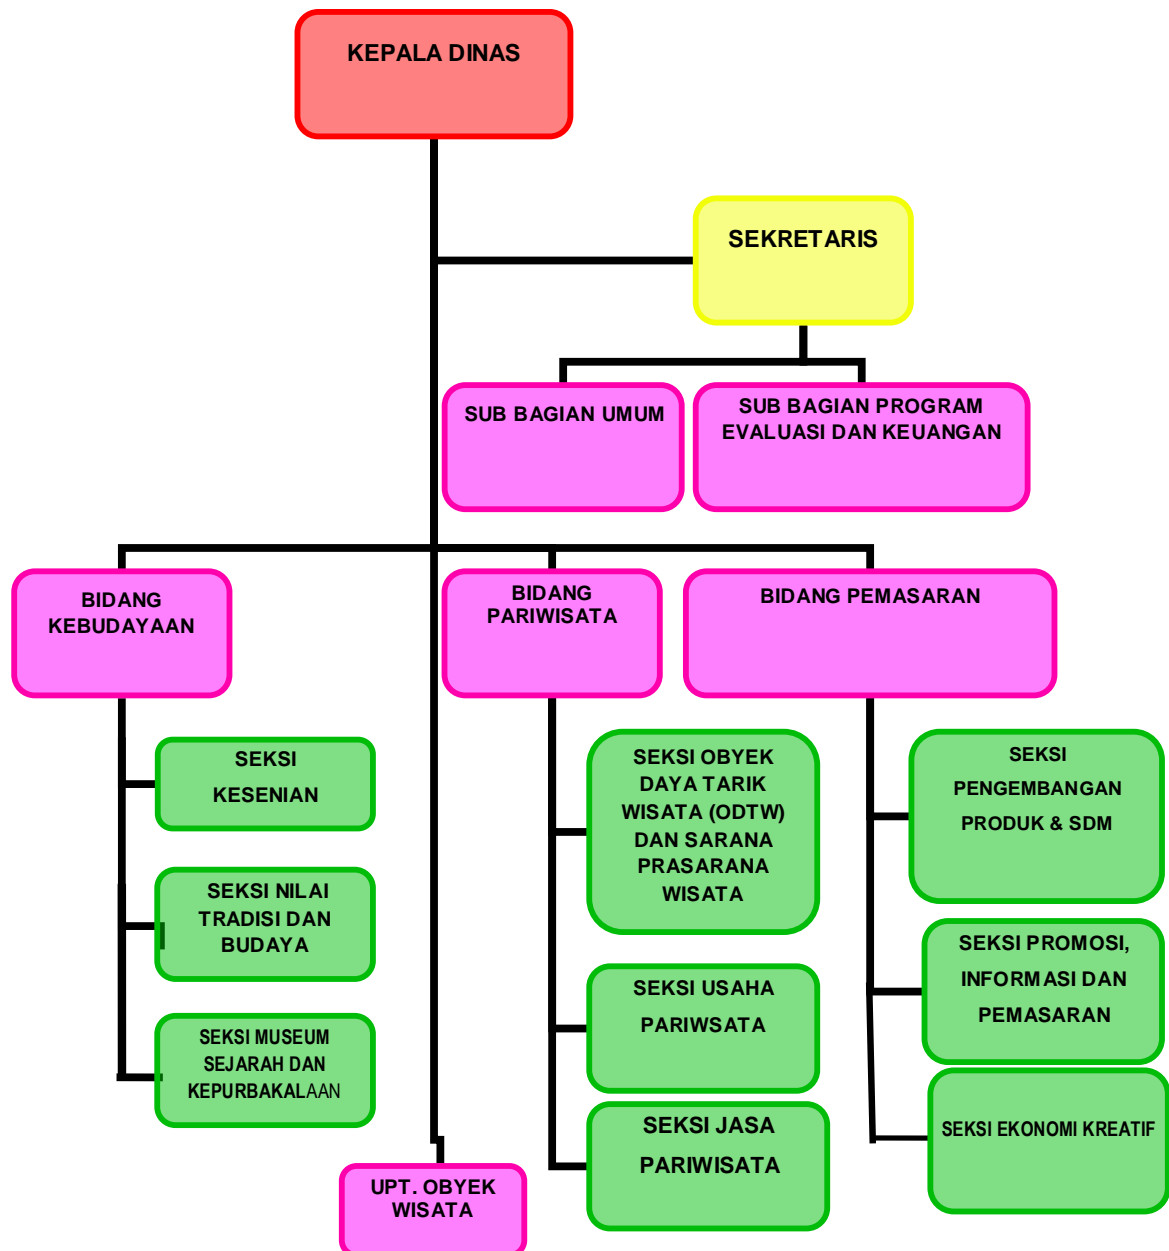 KEPALA DINAS
SEKRETARIS
SUB BAGIAN UMUM
SUB BAGIAN PROGRAM
EVALUASI DAN KEUANGAN
BIDANG
KEBUDAYAAN
BIDANG
PARIWISATA
BIDANG PEMASARAN
SEKSI
KESENIAN
SEKSI NILAI
TRADISI DAN
BUDAYA
SEKSI MUSEUM
SEJARAH DAN
KEPURBAKALAAN
SEKSI OBYEK
DAYA TARIK
WISATA (ODTW)
DAN SARANA
PRASARANA
WISATA
SEKSI USAHA
PARIWSATA
SEKSI JASA
PARIWISATA
SEKSI
PENGEMBANGAN
PRODUK & SDM
SEKSI PROMOSI,
INFORMASI DAN
PEMASARAN
SEKSI EKONOMI KREATIF
UPT. OBYEK
WISATA